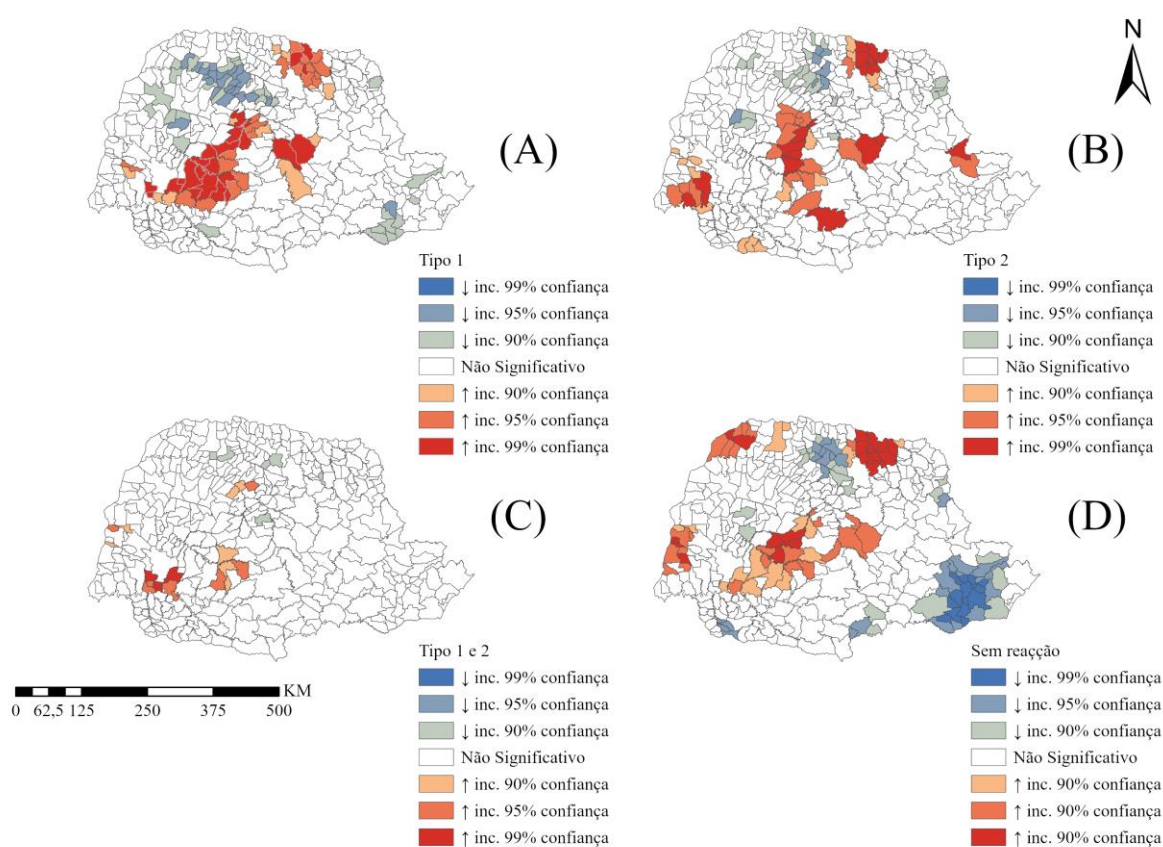 N
(A)
(B)
Tipo 1
↓ inc. 99% confiança
↓ inc. 95% confiança
↓ inc. 90% confiança
Não Significativo
↑ inc. 90% confiança
↑ inc. 95% confiança
↑ inc. 99% confiança
Tipo 2
↓ inc. 99% confiança
↓ inc. 95% confiança
↓ inc. 90% confiança
Não Significativo
↑ inc. 90% confiança
↑ inc. 95% confiança
↑ inc. 99% confiança
(C)
(D)
Tipo 1 e 2
↓ inc. 99% confiança
↓ inc. 95% confiança
↓ inc. 90% confiança
Não Significativo
↑ inc. 90% confiança
↑ inc. 95% confiança
↑ inc. 99% confiança
Sem reacção
↓ inc. 99% confiança
↓ inc. 95% confiança
↓ inc. 90% confiança
Não Significativo
↑ inc. 90% confiança
↑ inc. 90% confiança
↑ inc. 90% confiança
KM
0 62,5 125 250 375 500